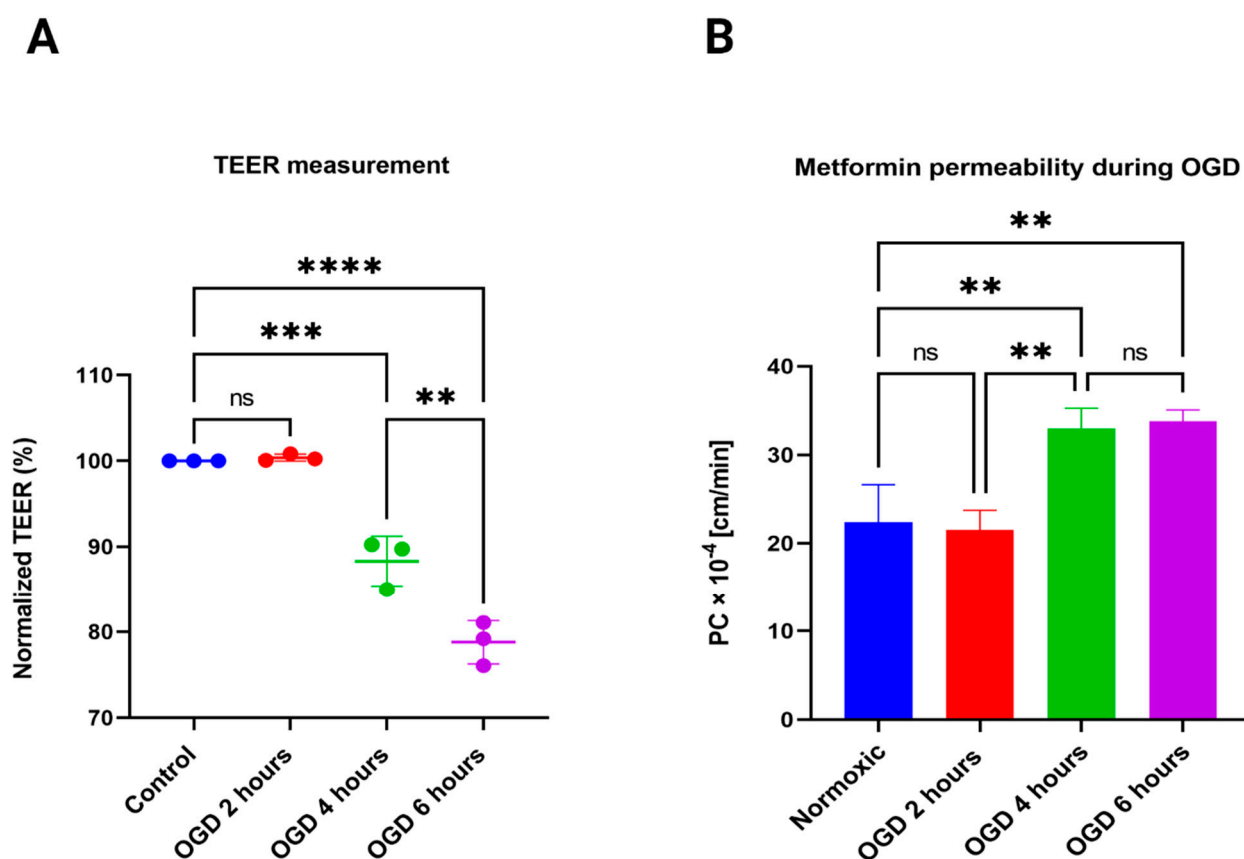 A
TEER measurement
****
***
ns
**
Normalized TEER (%)
110
100
90
80
70
Control
OGD 2 hours
OGD 4 hours
OGD 6 hours
B
Metformin permeability during OGD
**
**
ns
**
ns
PC × 10⁻⁴ [cm/min]
40
30
20
10
0
Normoxic
OGD 2 hours
OGD 4 hours
OGD 6 hours